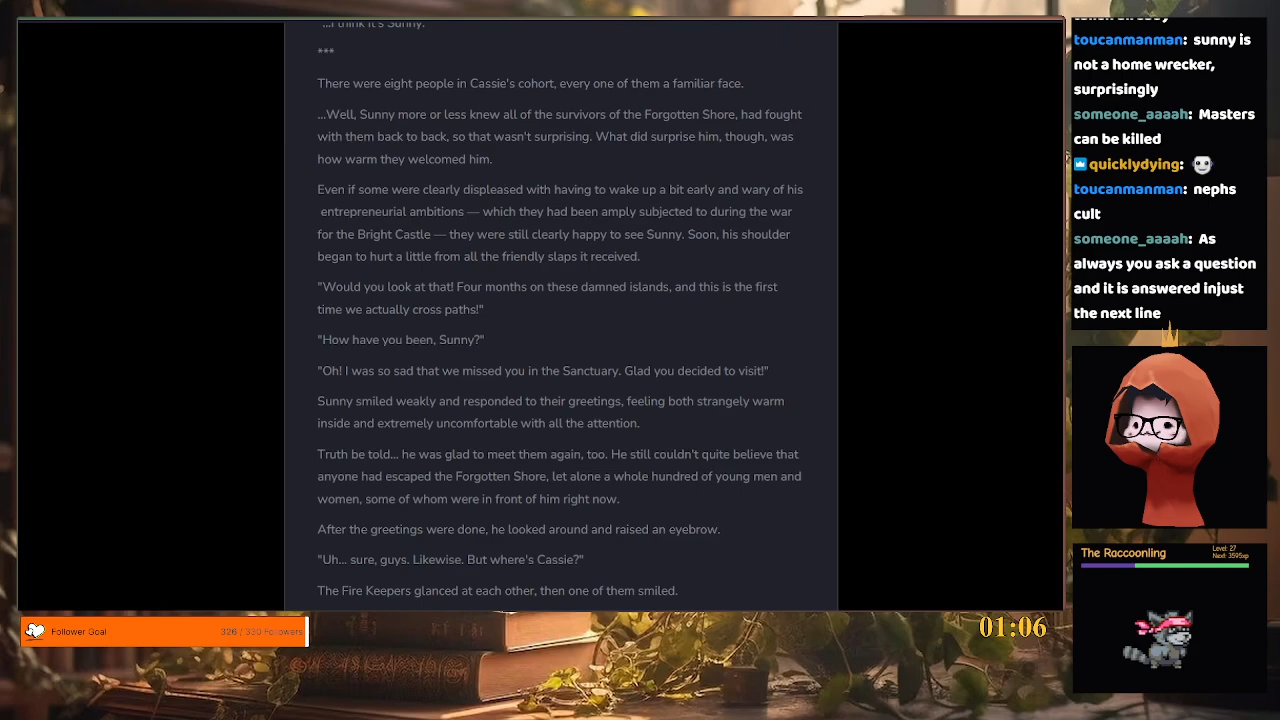 ...I think it's Sunny.
***
There were eight people in Cassie's cohort, every one of them a familiar face.
...Well, Sunny more or less knew all of the survivors of the Forgotten Shore, had fought
with them back to back, so that wasn't surprising. What did surprise him, though, was
how warm they welcomed him.
Even if some were clearly displeased with having to wake up a bit early and wary of his
entrepreneurial ambitions — which they had been amply subjected to during the war
for the Bright Castle — they were still clearly happy to see Sunny. Soon, his shoulder
began to hurt a little from all the friendly slaps it received.
"Would you look at that! Four months on these damned islands, and this is the first
time we actually cross paths!"
"How have you been, Sunny?"
"Oh! I was so sad that we missed you in the Sanctuary. Glad you decided to visit!"
Sunny smiled weakly and responded to their greetings, feeling both strangely warm
inside and extremely uncomfortable with all the attention.
Truth be told... he was glad to meet them again, too. He still couldn't quite believe that
anyone had escaped the Forgotten Shore, let alone a whole hundred of young men and
women, some of whom were in front of him right now.
After the greetings were done, he looked around and raised an eyebrow.
"Uh... sure, guys. Likewise. But where's Cassie?"
The Fire Keepers glanced at each other, then one of them smiled.
toucanmanman: sunny is
not a home wrecker,
surprisingly
someone_aaaah: Masters
can be killed
quicklydying:
toucanmanman: nephs
cult
someone_aaaah: As
always you ask a question
and it is answered injust
the next line
The Raccoonling
Level: 27
Next: 3595xp
Follower Goal
326 / 330 Followers
01:06